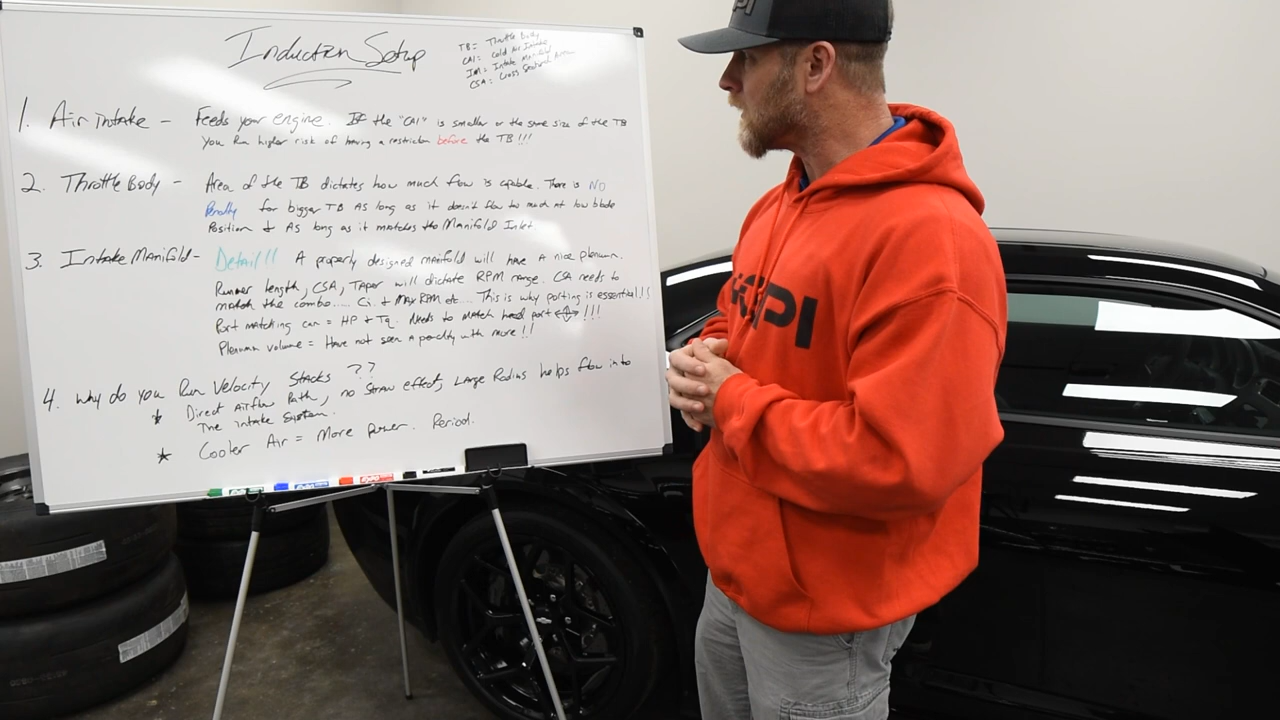 Induction Setup
TB = Throttle Body
CAI = Cold Air Intake
IM = Intake Manifold
CSA = Cross Sectional
1. Air intake - Feeds your engine. If the "CAI" is smaller or the same size of the TB
You Run higher risk of having a restriction before the TB!!!
2. Throttle Body - Area of the TB dictates how much flow is capable. There is NO
Penalty for bigger TB As long as it doesn't flow to much at low blade
Position & As long as it matches the Manifold Inlet
3. Intake Manifold - Detail!! A properly designed manifold will have A nice plenum.
Runner length, CSA, Taper will dictate RPM range. CSA needs to
match the combo.... Ci. & MAX RPM etc... This is why porting is essential!!
Port matching can = HP & Tq. Needs to match head port !!!
Plenum volume = Have not seen a penalty with more!!
4. Why do you Run Velocity Stacks ??
* Direct Airflow Path, no Straw effect, Large Radius helps flow into
The intake System.
* Cooler Air = More power. Period.
PI